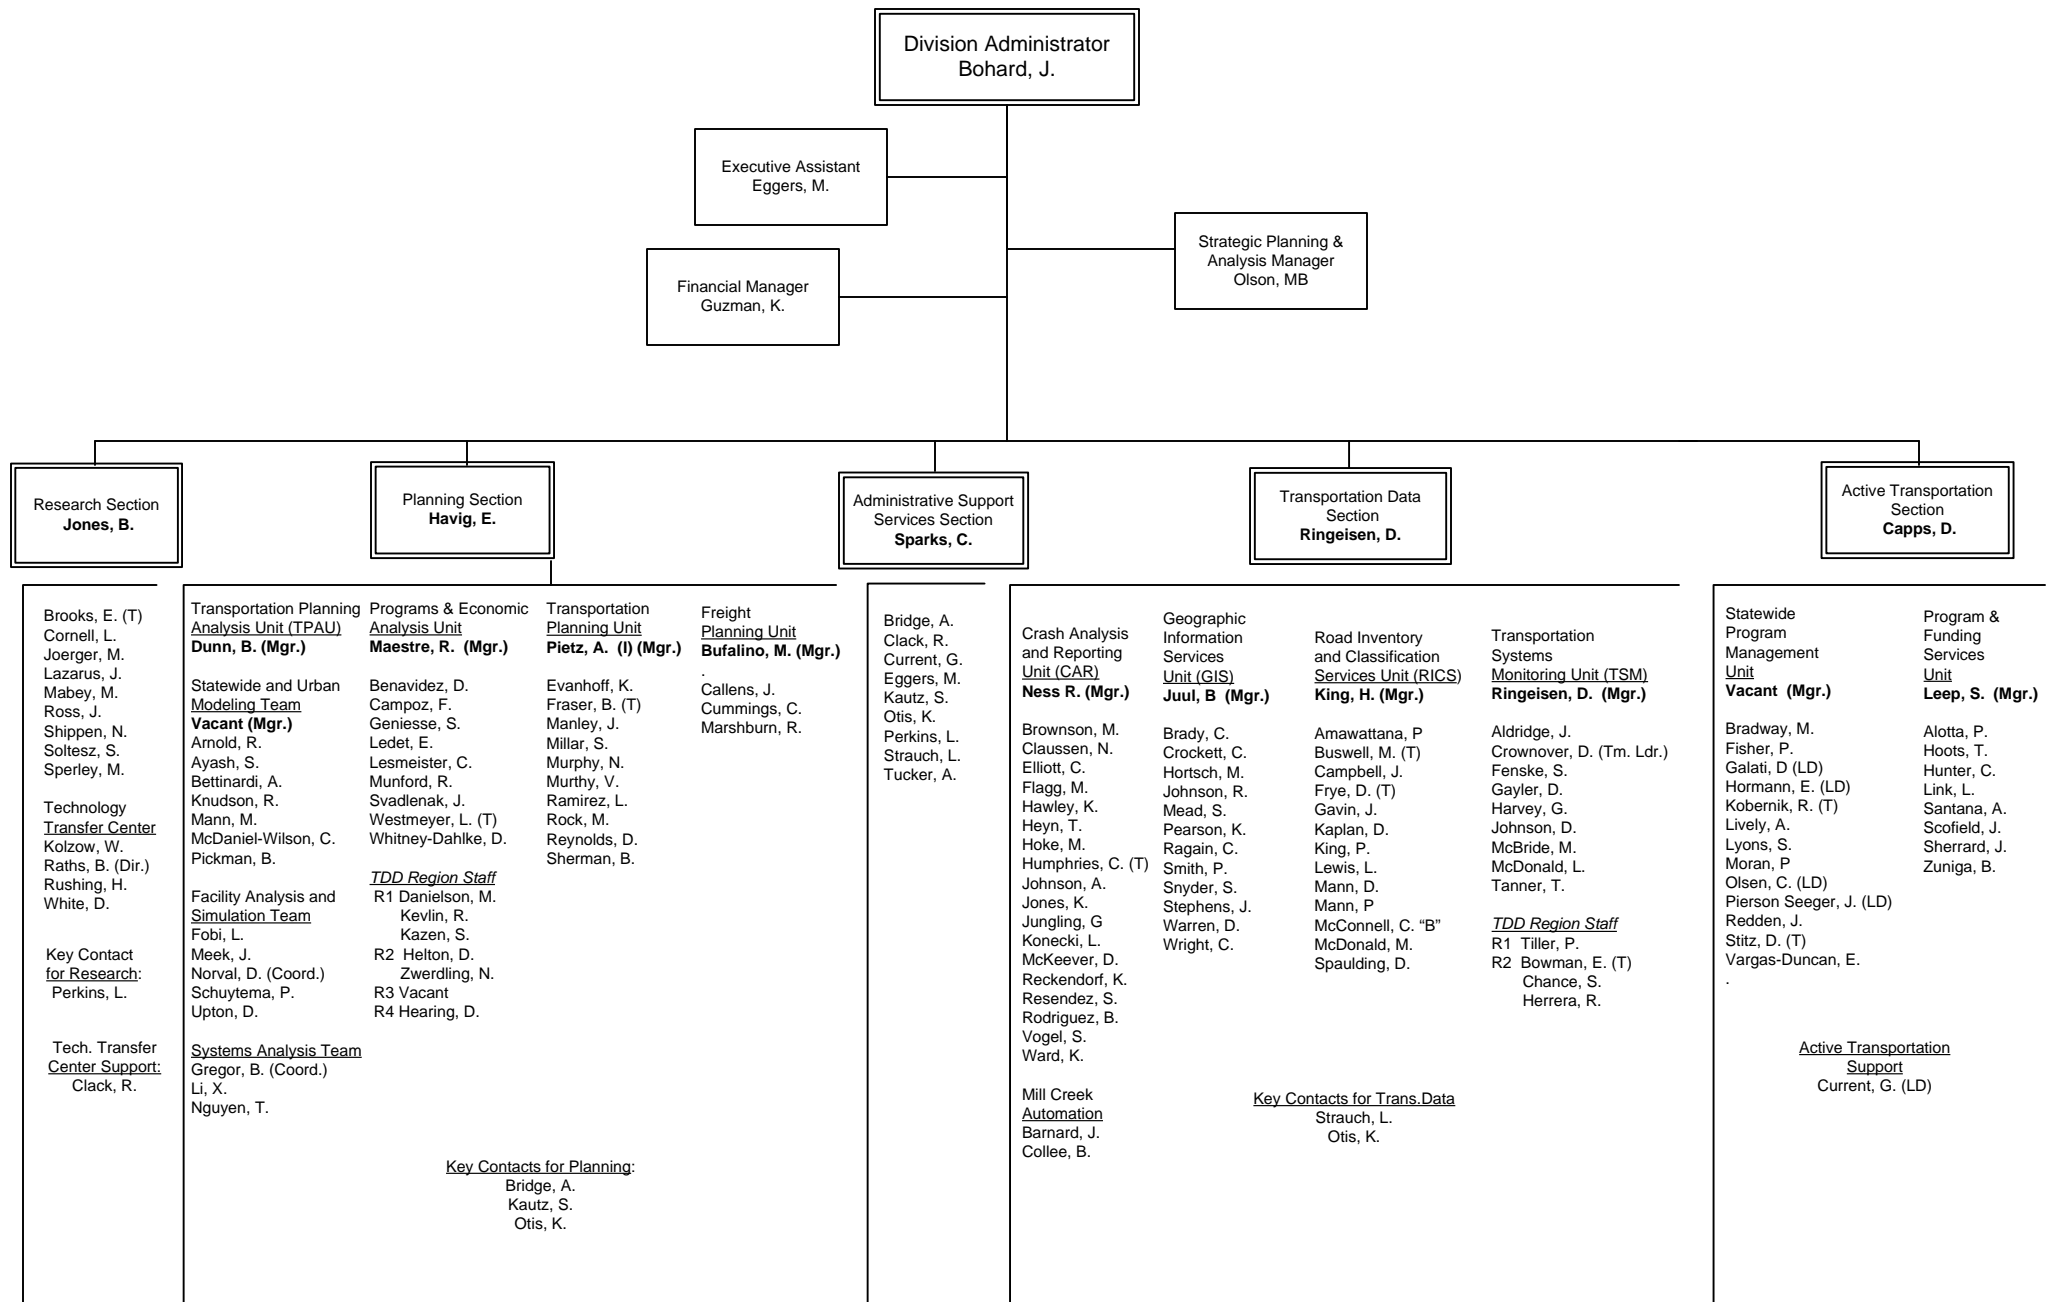 Division Administrator
Bohard, J.
Executive Assistant
Eggers, M.
Strategic Planning &
Analysis Manager
Olson, MB
Financial Manager
Guzman, K.
Research Section
Jones, B.
Planning Section
Havig, E.
Administrative Support
Services Section
Sparks, C.
Transportation Data
Section
Ringeisen, D.
Active Transportation
Section
Capps, D.
Brooks, E. (T)
Cornell, L.
Joerger, M.
Lazarus, J.
Mabey, M.
Ross, J.
Shippen, N.
Soltesz, S.
Sperley, M.
Technology
Transfer Center
Kolzow, W.
Raths, B. (Dir.)
Rushing, H.
White, D.
Key Contact
for Research:
Perkins, L.
Tech. Transfer
Center Support:
Clack, R.
Transportation Planning
Analysis Unit (TPAU)
Dunn, B. (Mgr.)
Statewide and Urban
Modeling Team
Vacant (Mgr.)
Arnold, R.
Ayash, S.
Bettinardi, A.
Knudson, R.
Mann, M.
McDaniel-Wilson, C.
Pickman, B.
Facility Analysis and
Simulation Team
Fobi, L.
Meek, J.
Norval, D. (Coord.)
Schuytema, P.
Upton, D.
Systems Analysis Team
Gregor, B. (Coord.)
Li, X.
Nguyen, T.
Programs & Economic
Analysis Unit
Maestre, R.  (Mgr.)
Benavidez, D.
Campoz, F.
Geniesse, S.
Ledet, E.
Lesmeister, C.
Munford, R.
Svadlenak, J.
Westmeyer, L. (T)
Whitney-Dahlke, D.
TDD Region Staff
R1 Danielson, M.
Kevlin, R.
Kazen, S.
R2  Helton, D.
Zwerdling, N.
R3 Vacant
R4 Hearing, D.
Transportation
Planning Unit
Pietz, A.  (I) (Mgr.)
Evanhoff, K.
Fraser, B. (T)
Manley, J.
Millar, S.
Murphy, N.
Murthy, V.
Ramirez, L.
Rock, M.
Reynolds, D.
Sherman, B.
Freight
Planning Unit
Bufalino, M. (Mgr.)
.
Callens, J.
Cummings, C.
Marshburn, R.
Key Contacts for Planning:
Bridge, A.
Kautz, S.
Otis, K.
Bridge, A.
Clack, R.
Current, G.
Eggers, M.
Kautz, S.
Otis, K.
Perkins, L.
Strauch, L.
Tucker, A.
Crash Analysis
and Reporting
Unit (CAR)
Ness R. (Mgr.)
Brownson, M.
Claussen, N.
Elliott, C.
Flagg, M.
Hawley, K.
Heyn, T.
Hoke, M.
Humphries, C. (T)
Johnson, A.
Jones, K.
Jungling, G
Konecki, L.
McKeever, D.
Reckendorf, K.
Resendez, S.
Rodriguez, B.
Vogel, S.
Ward, K.
Mill Creek
Automation
Barnard, J.
Collee, B.
Geographic
Information
Services
Unit (GIS)
Juul, B  (Mgr.)
Brady, C.
Crockett, C.
Hortsch, M.
Johnson, R.
Mead, S.
Pearson, K.
Ragain, C.
Smith, P.
Snyder, S.
Stephens, J.
Warren, D.
Wright, C.
Road Inventory
and Classification
Services Unit (RICS)
King, H. (Mgr.)
Amawattana, P
Buswell, M. (T)
Campbell, J.
Frye, D. (T)
Gavin, J.
Kaplan, D.
King, P.
Lewis, L.
Mann, D.
Mann, P
McConnell, C. “B”
McDonald, M.
Spaulding, D.
Transportation
Systems
Monitoring Unit (TSM)
Ringeisen, D.  (Mgr.)
Aldridge, J.
Crownover, D. (Tm. Ldr.)
Fenske, S.
Gayler, D.
Harvey, G.
Johnson, D.
McBride, M.
McDonald, L.
Tanner, T.
TDD Region Staff
R1  Tiller, P.
R2  Bowman, E. (T)
Chance, S.
Herrera, R.
Key Contacts for Trans.Data
Strauch, L.
Otis, K.
Statewide
Program
Management
Unit
Vacant  (Mgr.)
Bradway, M.
Fisher, P.
Galati, D (LD)
Hormann, E. (LD)
Kobernik, R. (T)
Lively, A.
Lyons, S.
Moran, P
Olsen, C. (LD)
Pierson Seeger, J. (LD)
Redden, J.
Stitz, D. (T)
Vargas-Duncan, E.
.
Program &
Funding
Services
Unit
Leep, S.  (Mgr.)
Alotta, P.
Hoots, T.
Hunter, C.
Link, L.
Santana, A.
Scofield, J.
Sherrard, J.
Zuniga, B.
Active Transportation
Support
Current, G. (LD)